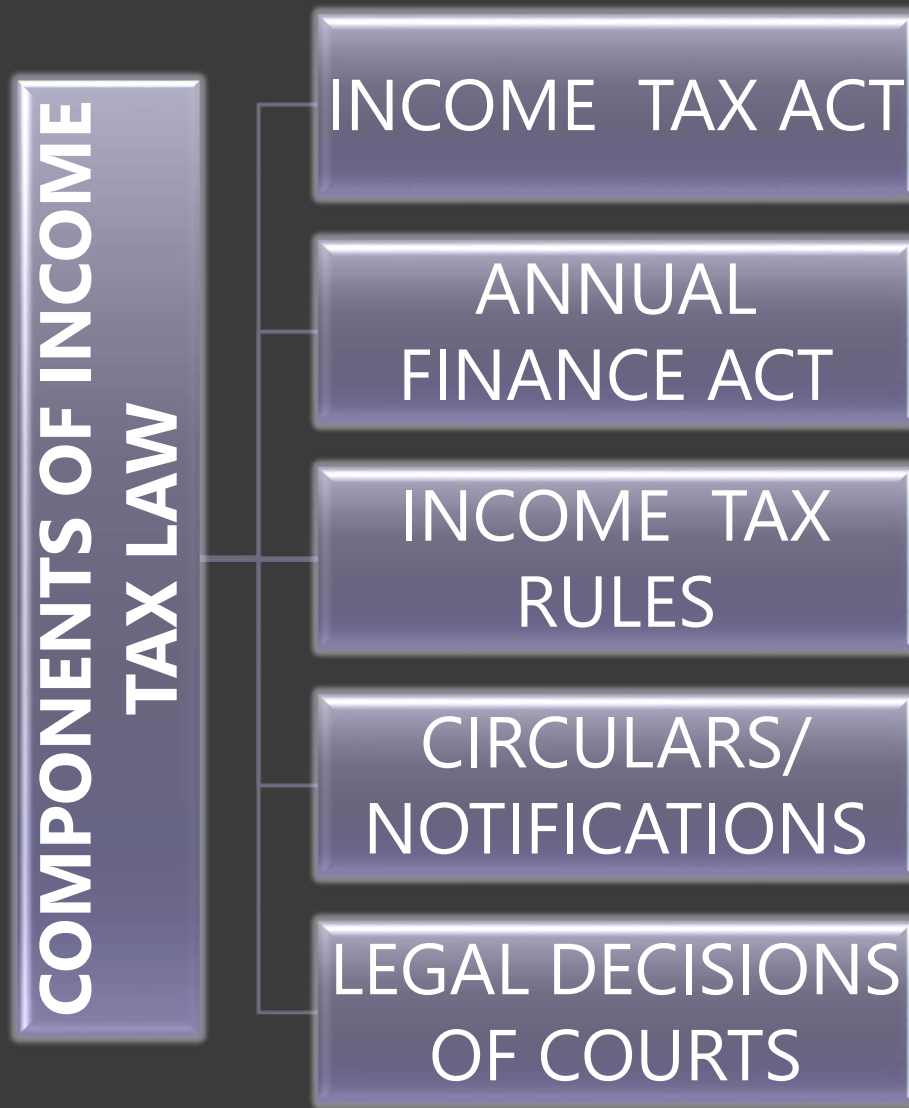 COMPONENTS OF INCOME
TAX LAW
INCOME TAX ACT
ANNUAL
FINANCE ACT
INCOME TAX
RULES
CIRCULARS/
NOTIFICATIONS
LEGAL DECISIONS
OF COURTS